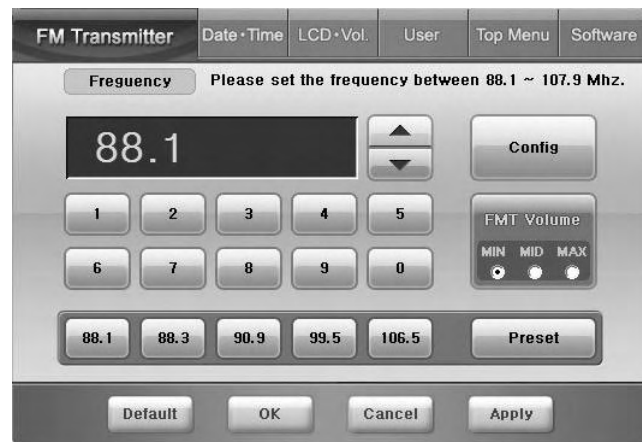 FM Transmitter Date·Time LCD·Vol. User Top Menu Software
Freguency Please set the frequency between 88.1 ~ 107.9 Mhz.
88.1 Config
1 2 3 4 5 FMT Volume
MIN MID MAX
6 7 8 9 0
88.1 88.3 90.9 99.5 106.5 Preset
Default OK Cancel Apply